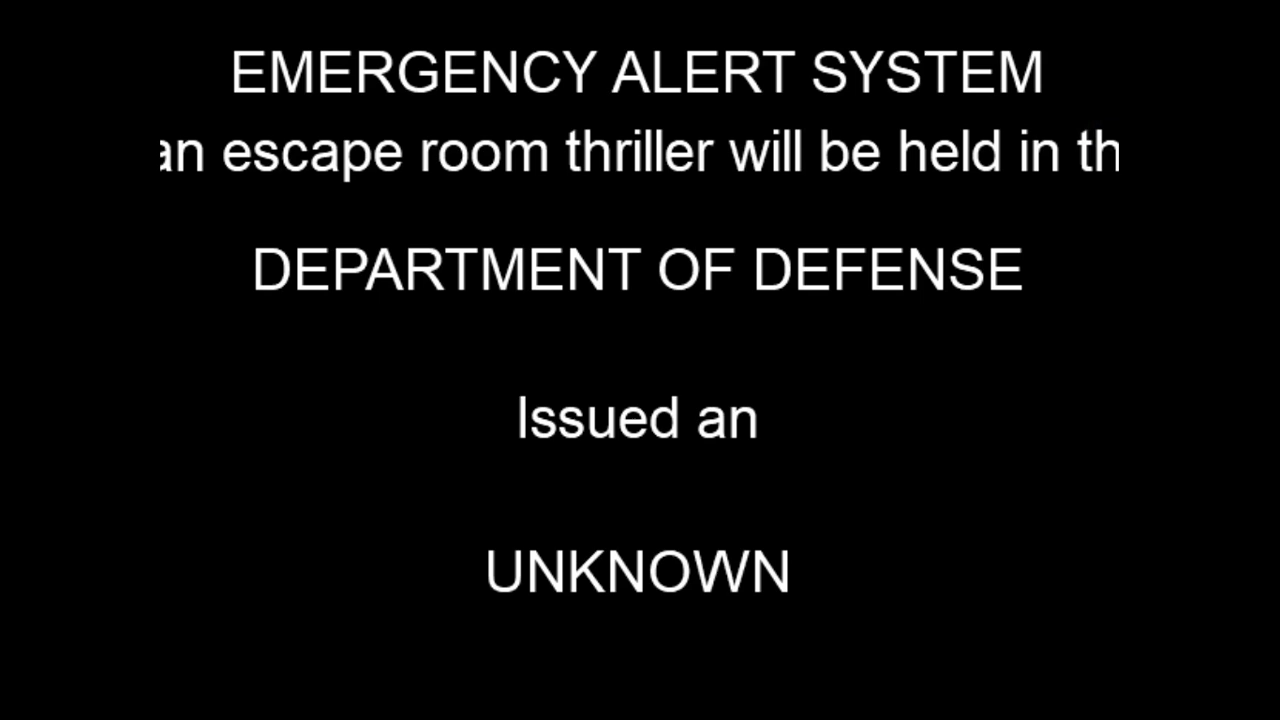 EMERGENCY ALERT SYSTEM
an escape room thriller will be held in th
DEPARTMENT OF DEFENSE
Issued an
UNKNOWN